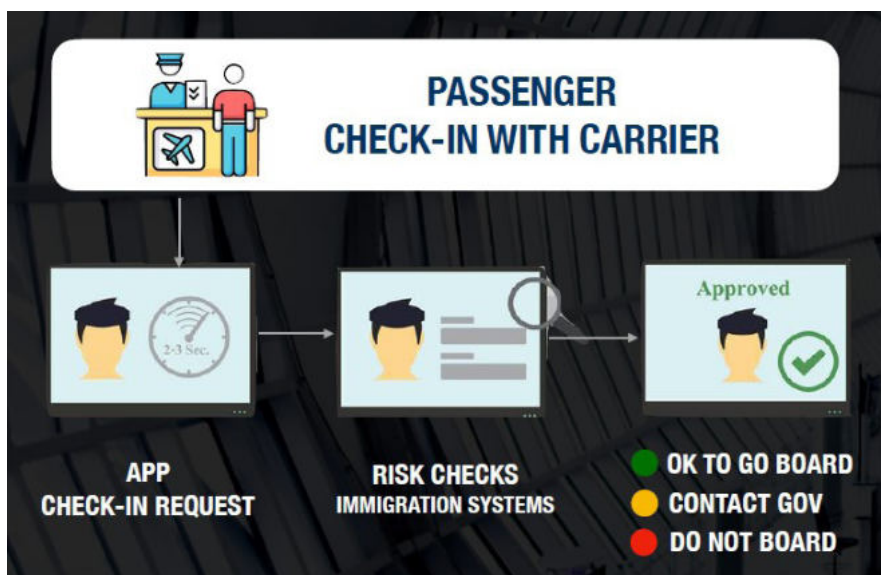 PASSENGER
CHECK-IN WITH CARRIER
2-3 Sec.
Approved
APP
CHECK-IN REQUEST
RISK CHECKS
IMMIGRATION SYSTEMS
OK TO GO BOARD
CONTACT GOV
DO NOT BOARD